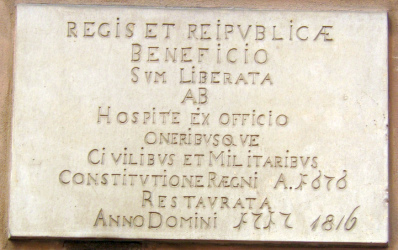 REGIS ET REIPVBLICÆ
BENEFICIO
SVM LIBERATA
AB
HOSPITE EX OFFICIO
ONERIBVSQVE
CIVILIBVS ET MILITARIBVS
CONSTITVTIONE RÆGNI A.
RESTAVRATA
ANNO DOMINI 1717 1816